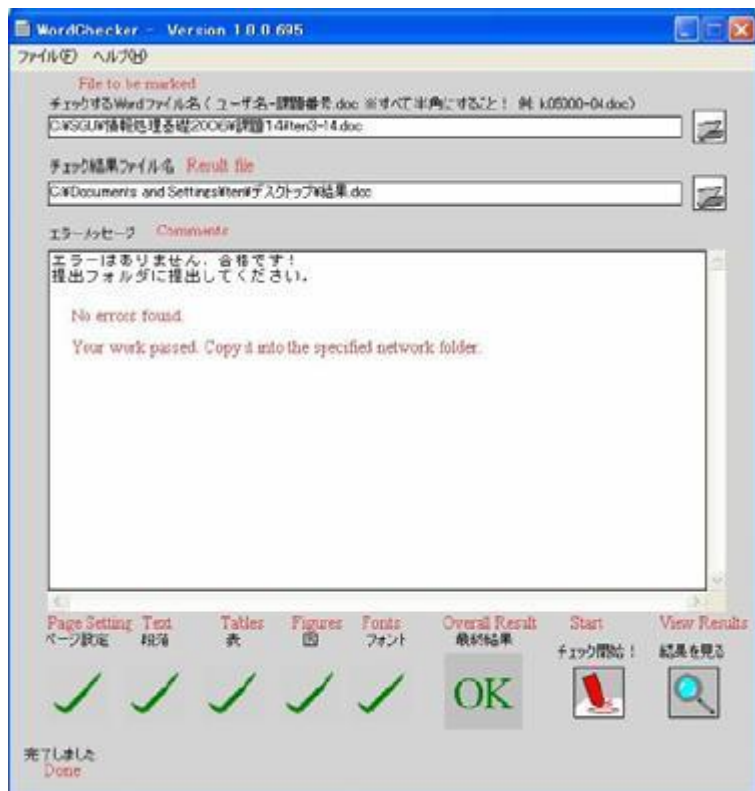 WordChecker - Version 1.0.0.695
ファイル(F) ヘルプ(H)
File to be marked
チェックするWordファイル名(ユーザ名-課題番号.doc ※すべて半角にすること! 例: k05000-04.doc)
C:¥SGU¥情報処理基礎2006¥課題14¥ten3-14.doc
チェック結果ファイル名 Result file
C:¥Documents and Settings¥ten¥デスクトップ¥結果.doc
エラーメッセージ Comments
エラーはありません．合格です！
提出フォルダに提出してください．
No errors found.
Your work passed. Copy it into the specified network folder.
Page Setting Text Tables Figures Fonts Overall Result Start View Results
ページ設定 段落 表 図 フォント 最終結果 チェック開始！ 結果を見る
OK
完了しました
Done